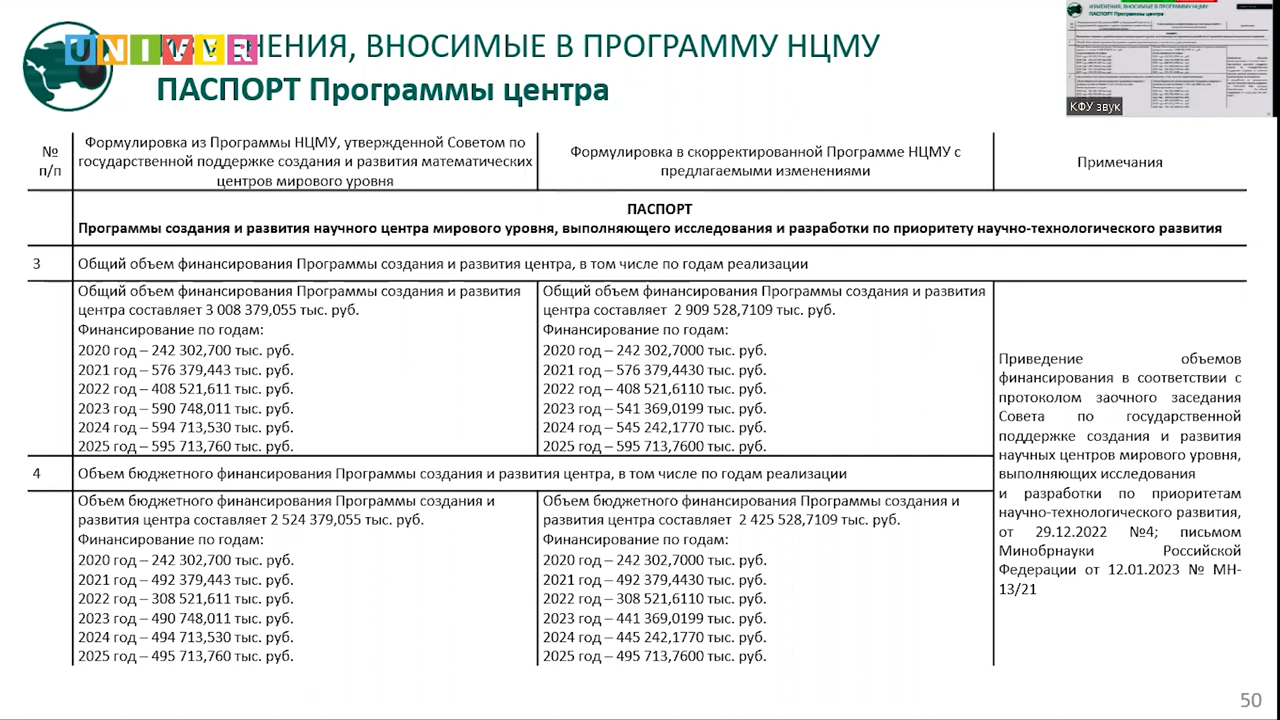 UNIVER
ИЗМЕНЕНИЯ, ВНОСИМЫЕ В ПРОГРАММУ НЦМУ
ПАСПОРТ Программы центра
ИЗМЕНЕНИЯ, ВНОСИМЫЕ В ПРОГРАММУ НЦМУ
ПАСПОРТ Программы центра
КФУ звук
№
п/п
Формулировка из Программы НЦМУ, утвержденной Советом по
государственной поддержке создания и развития математических
центров мирового уровня
Формулировка в скорректированной Программе НЦМУ с
предлагаемыми изменениями
Примечания
ПАСПОРТ
Программы создания и развития научного центра мирового уровня, выполняющего исследования и разработки по приоритету научно-технологического развития
3
Общий объем финансирования Программы создания и развития центра, в том числе по годам реализации
Общий объем финансирования Программы создания и развития
центра составляет 3 008 379,055 тыс. руб.
Финансирование по годам:
2020 год – 242 302,700 тыс. руб.
2021 год – 576 379,443 тыс. руб.
2022 год – 408 521,611 тыс. руб.
2023 год – 590 748,011 тыс. руб.
2024 год – 594 713,530 тыс. руб.
2025 год – 595 713,760 тыс. руб.
Общий объем финансирования Программы создания и развития
центра составляет 2 909 528,7109 тыс. руб.
Финансирование по годам:
2020 год – 242 302,7000 тыс. руб.
2021 год – 576 379,4430 тыс. руб.
2022 год – 408 521,6110 тыс. руб.
2023 год – 541 369,0199 тыс. руб.
2024 год – 545 242,1770 тыс. руб.
2025 год – 595 713,7600 тыс. руб.
4
Объем бюджетного финансирования Программы создания и развития центра, в том числе по годам реализации
Объем бюджетного финансирования Программы создания и
развития центра составляет 2 524 379,055 тыс. руб.
Финансирование по годам:
2020 год – 242 302,700 тыс. руб.
2021 год – 492 379,443 тыс. руб.
2022 год – 308 521,611 тыс. руб.
2023 год – 490 748,011 тыс. руб.
2024 год – 494 713,530 тыс. руб.
2025 год – 495 713,760 тыс. руб.
Объем бюджетного финансирования Программы создания и
развития центра составляет 2 425 528,7109 тыс. руб.
Финансирование по годам:
2020 год – 242 302,7000 тыс. руб.
2021 год – 492 379,4430 тыс. руб.
2022 год – 308 521,6110 тыс. руб.
2023 год – 441 369,0199 тыс. руб.
2024 год – 445 242,1770 тыс. руб.
2025 год – 495 713,7600 тыс. руб.
Приведение объемов
финансирования в соответствии с
протоколом заочного заседания
Совета по государственной
поддержке создания и развития
научных центров мирового уровня,
выполняющих исследования
и разработки по приоритетам
научно-технологического развития,
от 29.12.2022 №4; письмом
Минобрнауки Российской
Федерации от 12.01.2023 № МН-
13/21
50